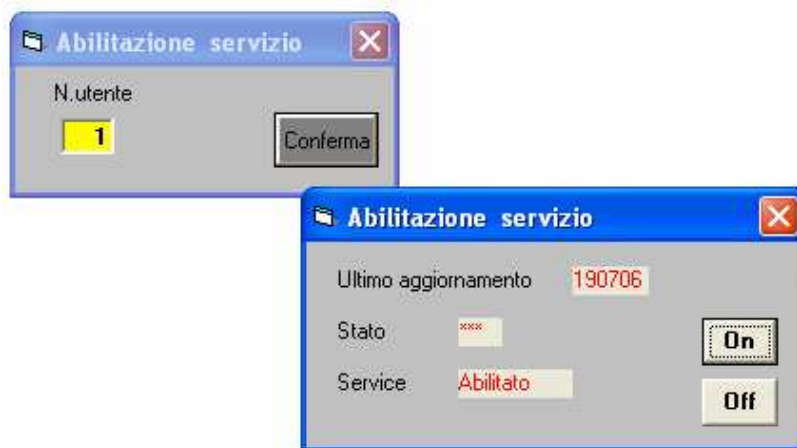 Abilitazione servizio
N.utente
1
Conferma
Abilitazione servizio
Ultimo aggiornamento 190706
Stato ***
On
Service Abilitato
Off